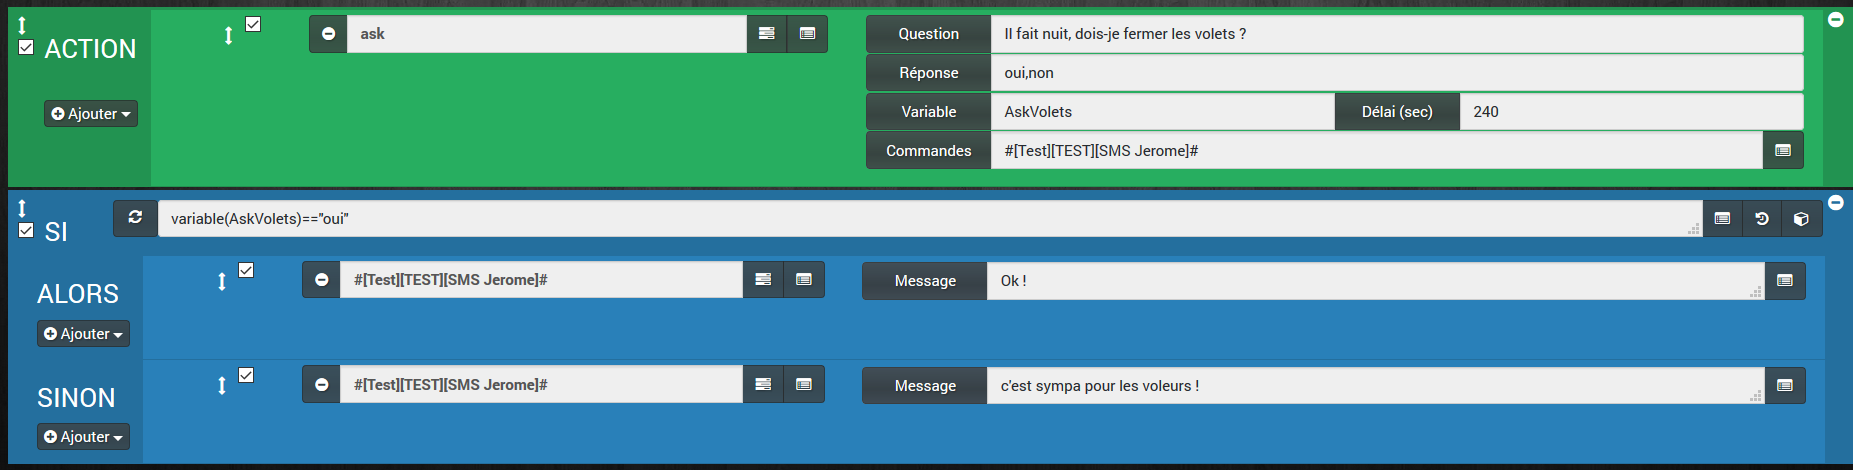 ACTION
ask
Question
Il fait nuit, dois-je fermer les volets ?
Réponse
oui,non
Ajouter
Variable
AskVolets
Délai (sec)
240
Commandes
#[Test][TEST][SMS Jerome]#
SI
variable(AskVolets)=="oui"
ALORS
#[Test][TEST][SMS Jerome]#
Message
Ok !
Ajouter
SINON
#[Test][TEST][SMS Jerome]#
Message
c'est sympa pour les voleurs !
Ajouter